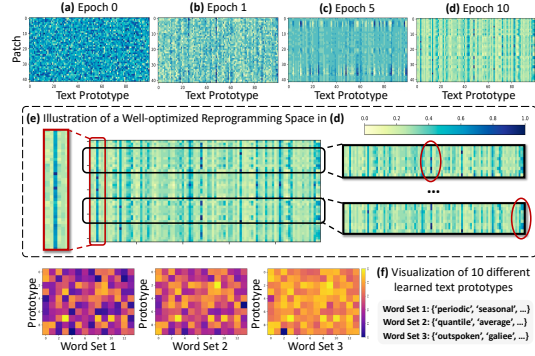 (a) Epoch 0
(b) Epoch 1
(c) Epoch 5
(d) Epoch 10
Patch
Text Prototype
Text Prototype
Text Prototype
Text Prototype
(e) Illustration of a Well-optimized Reprogramming Space in (d)
0.0 0.2 0.4 0.6 0.8 1.0
...
Prototype
Prototype
Prototype
Word Set 1
Word Set 2
Word Set 3
(f) Visualization of 10 different
learned text prototypes
Word Set 1: {'periodic', 'seasonal', ...}
Word Set 2: {'quantile', 'average', ...}
Word Set 3: {'outspoken', 'galiee', ...}